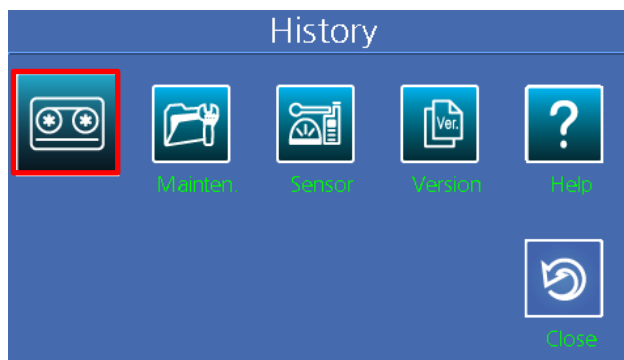 History
Ver.
?
Mainten.
Sensor
Version
Help
Close